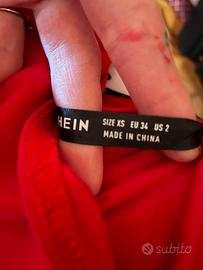 HEIN
SIZE XS EU 34 US 2
MADE IN CHINA
subito